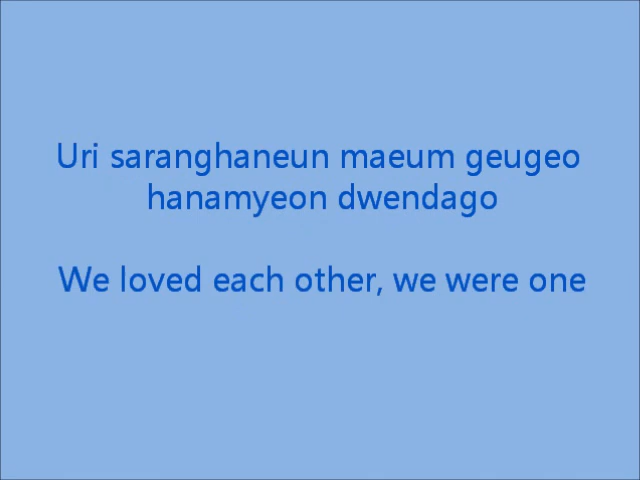 Uri saranghaneun maeum geugeo
hanamyeon dwendago
We loved each other, we were one